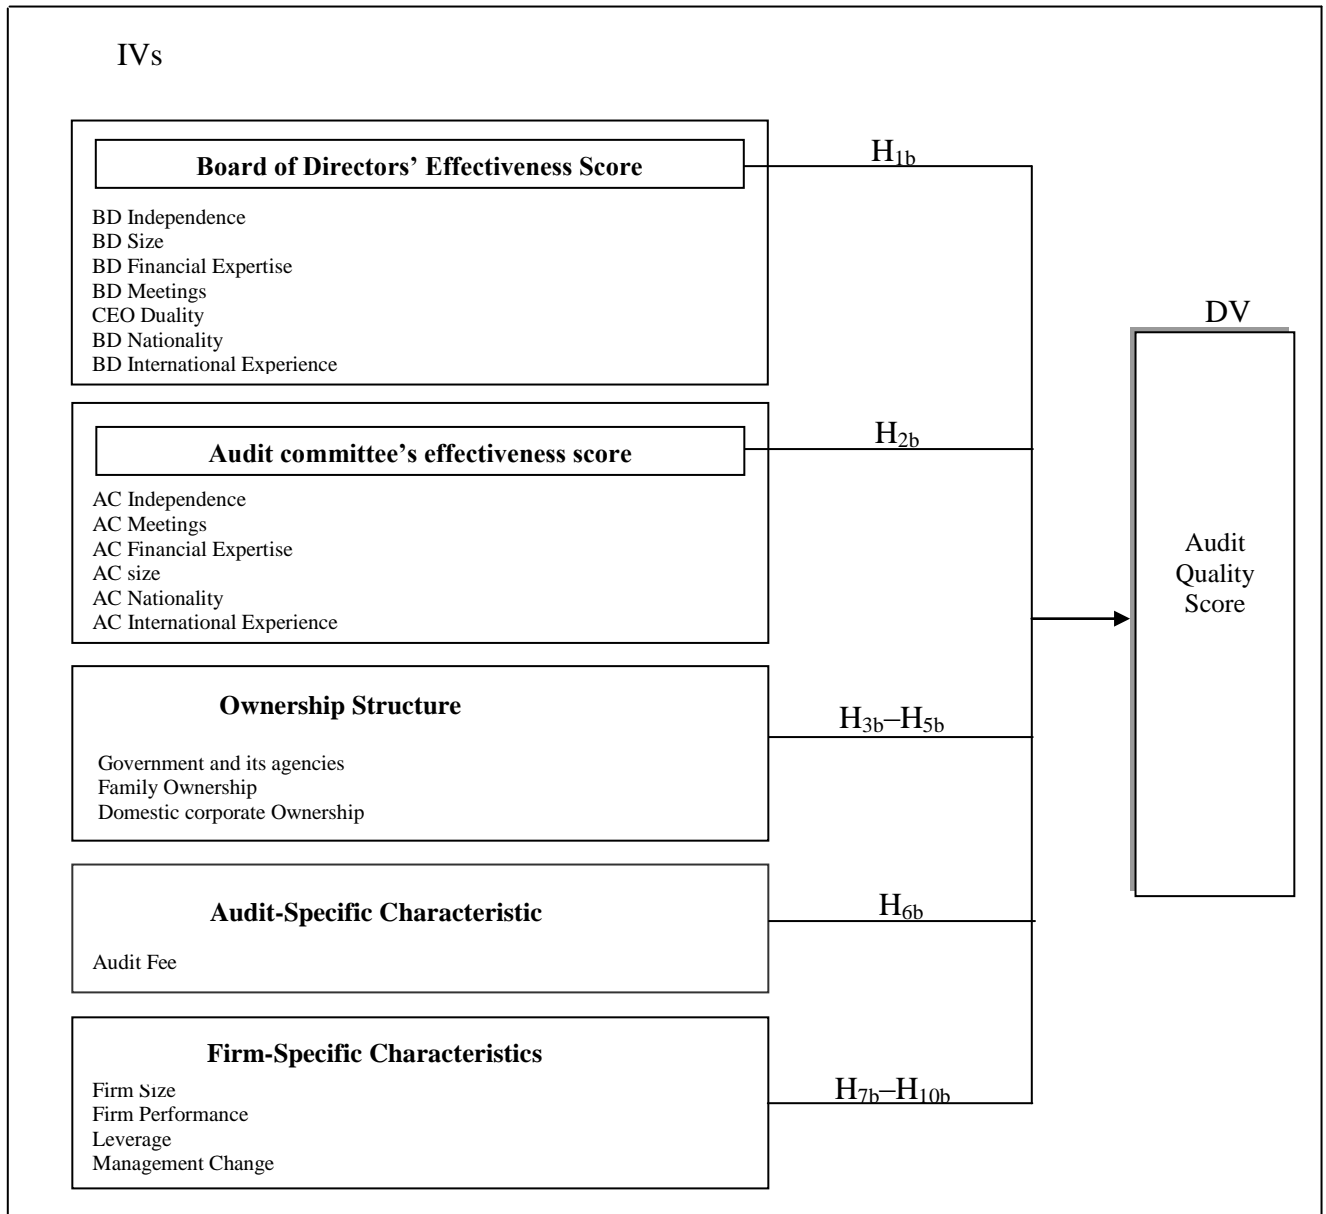 IVs
Board of Directors’ Effectiveness Score
H1b
BD Independence
BD Size
BD Financial Expertise
BD Meetings
CEO Duality
BD Nationality
BD International Experience
DV
Audit committee’s effectiveness score
H2b
AC Independence
AC Meetings
AC Financial Expertise
AC size
AC Nationality
AC International Experience
Audit
Quality
Score
Ownership Structure
H3b–H5b
Government and its agencies
Family Ownership
Domestic corporate Ownership
Audit-Specific Characteristic
H6b
Audit Fee
Firm-Specific Characteristics
H7b–H10b
Firm Size
Firm Performance
Leverage
Management Change